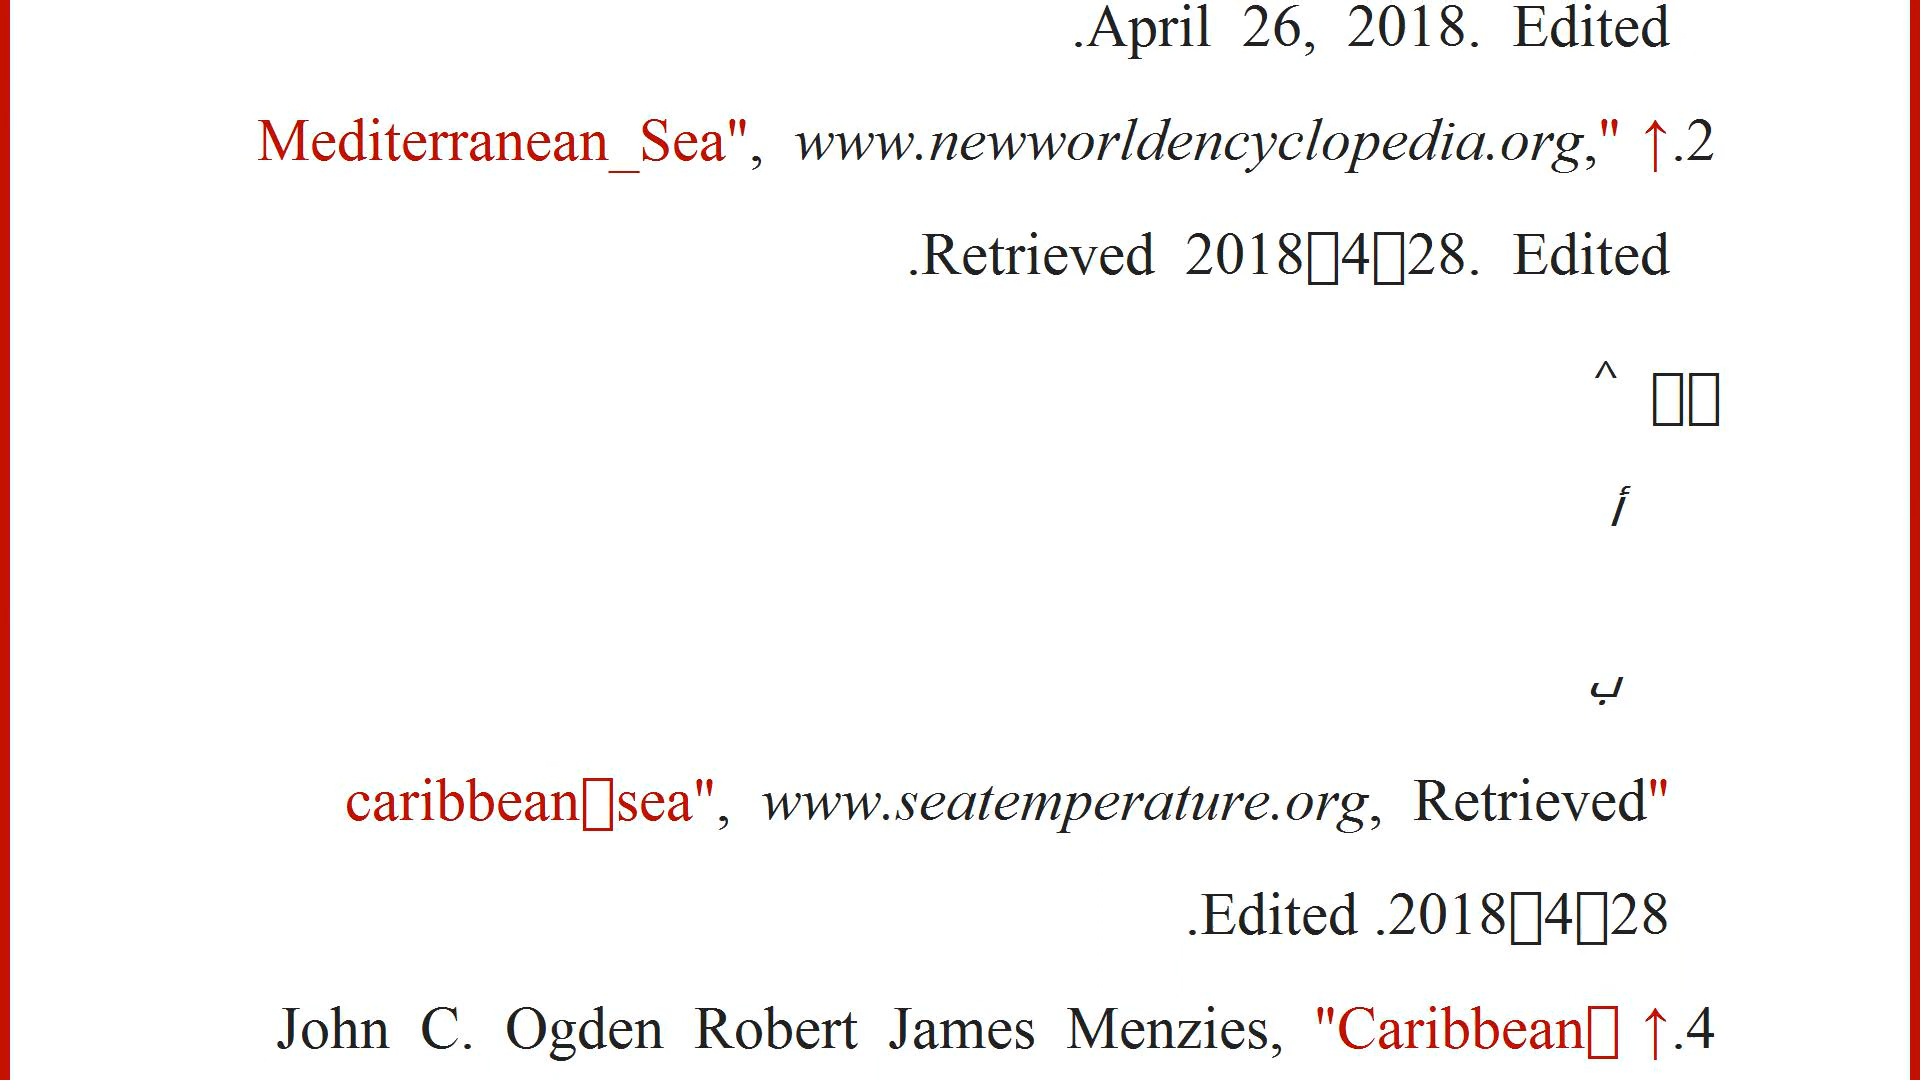 .April 26, 2018. Edited
Mediterranean_Sea", www.newworldencyclopedia.org," ↑.2
.Retrieved 2018▯4▯28. Edited
^ ▯▯
أ
ب
caribbean▯sea", www.seatemperature.org, Retrieved"
.Edited .2018▯4▯28
John C. Ogden Robert James Menzies, "Caribbean▯ ↑.4